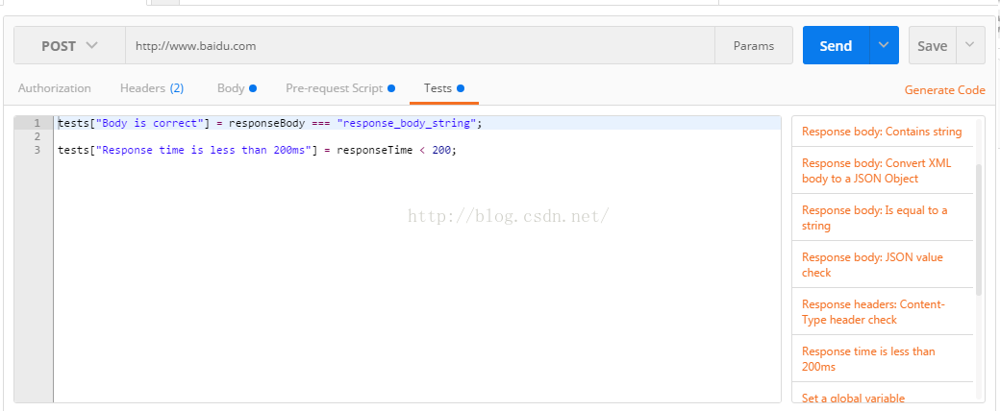 POST http://www.baidu.com Params Send Save
Authorization Headers (2) Body Pre-request Script Tests Generate Code
1 tests["Body is correct"] = responseBody === "response_body_string";
2
3 tests["Response time is less than 200ms"] = responseTime < 200;
http://blog.csdn.net/
Response body: Contains string
Response body: Convert XML
body to a JSON Object
Response body: Is equal to a
string
Response body: JSON value
check
Response headers: Content-
Type header check
Response time is less than
200ms
Set a global variable